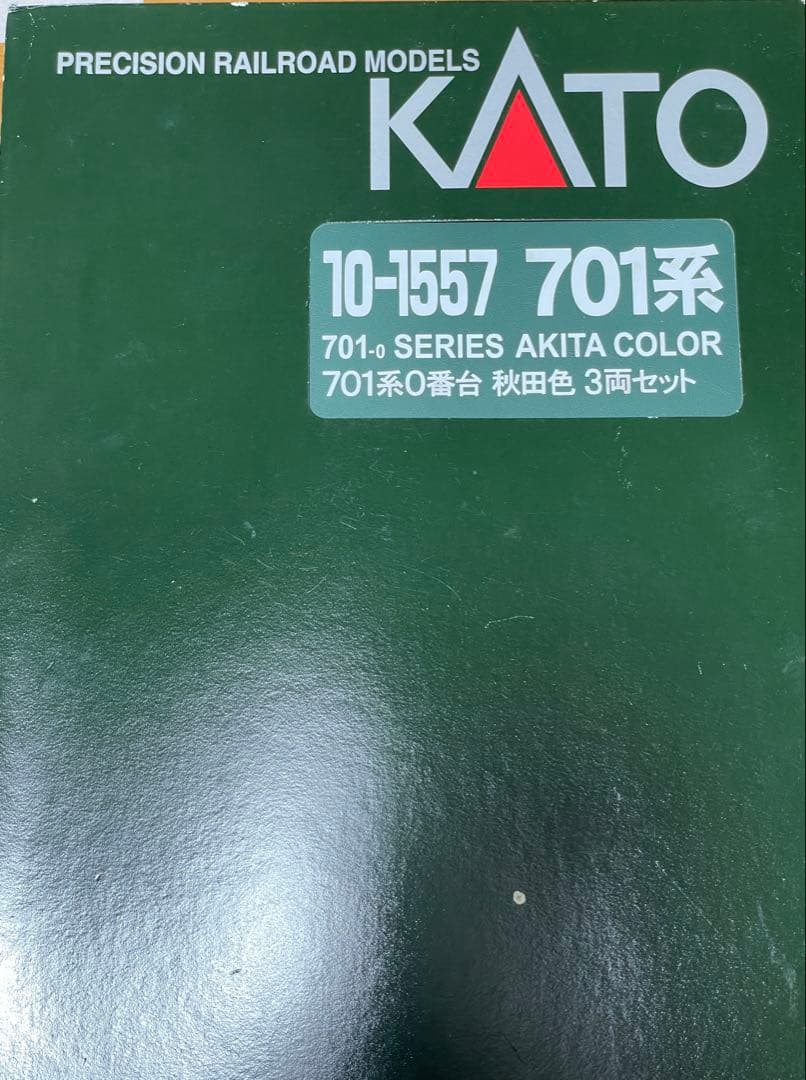 PRECISION RAILROAD MODELS
KATO
10-1557 701系
701-0 SERIES AKITA COLOR
701系0番台 秋田色 3両セット